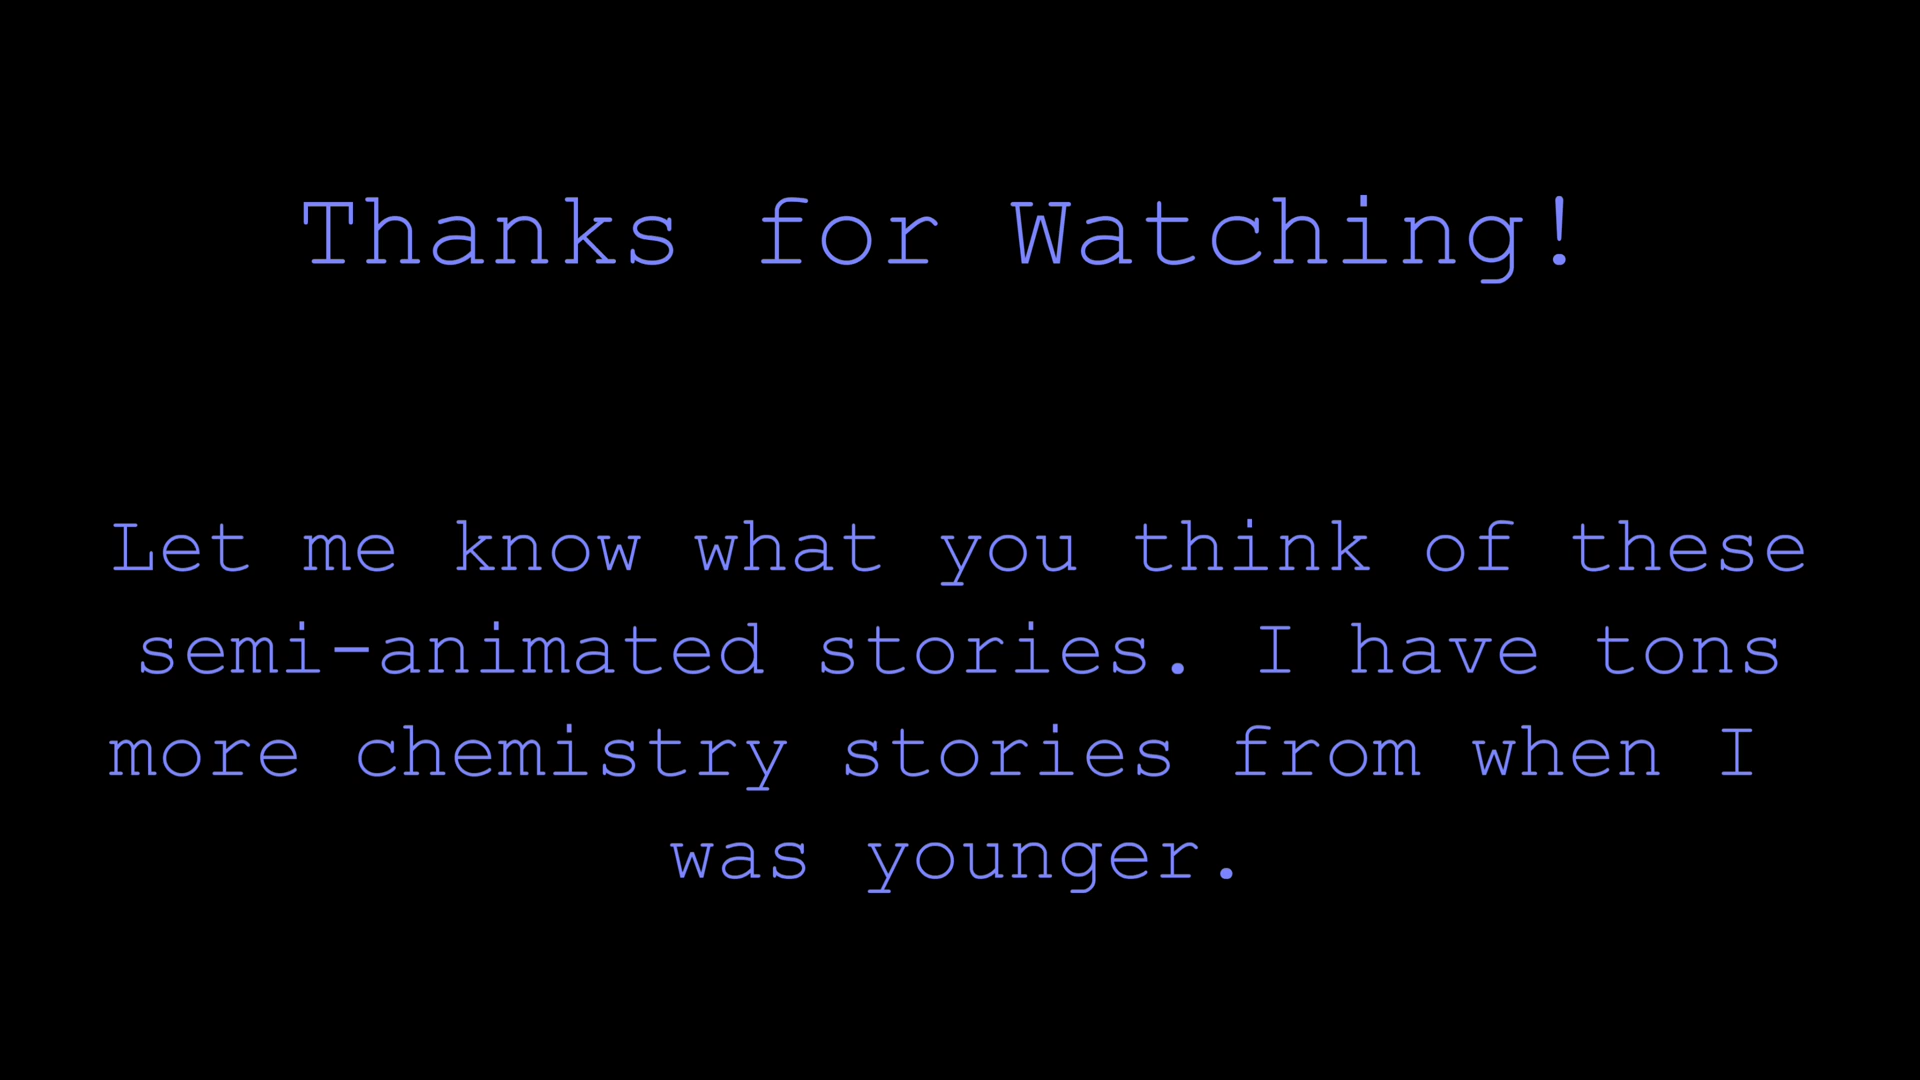 Thanks for Watching!
Let me know what you think of these
semi-animated stories. I have tons
more chemistry stories from when I
was younger.